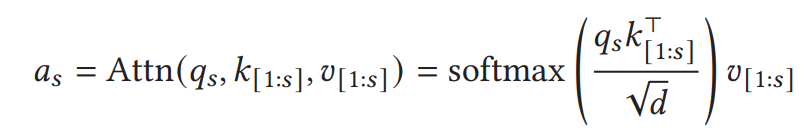 a_s = Attn(q_s, k_{[1:s]}, v_{[1:s]}) = softmax \left( \frac{q_s k_{[1:s]}^{\top}}{\sqrt{d}} \right) v_{[1:s]}